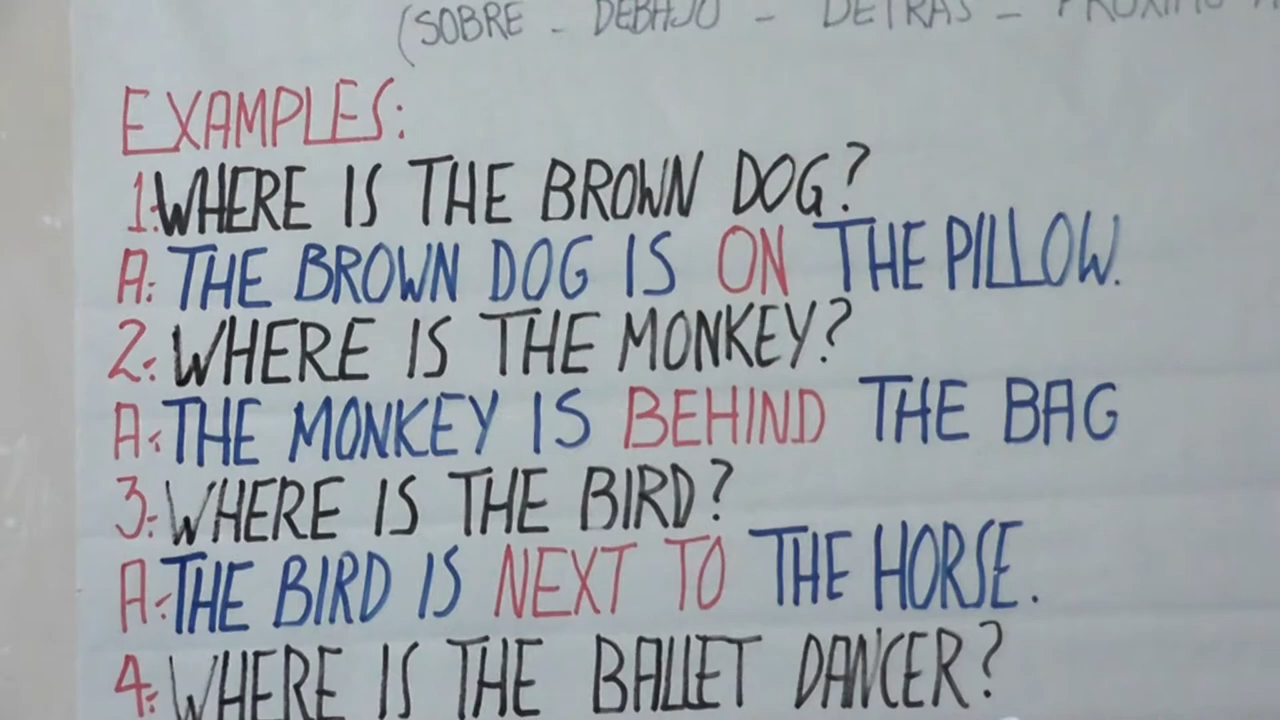 (SOBRE - DEBAJO - DETRAS - PROXIMO
EXAMPLES:
1:WHERE IS THE BROWN DOG?
A: THE BROWN DOG IS ON THE PILLOW.
2: WHERE IS THE MONKEY?
A: THE MONKEY IS BEHIND THE BAG
3: WHERE IS THE BIRD?
A: THE BIRD IS NEXT TO THE HORSE.
4: WHERE IS THE BALLET DANCER?